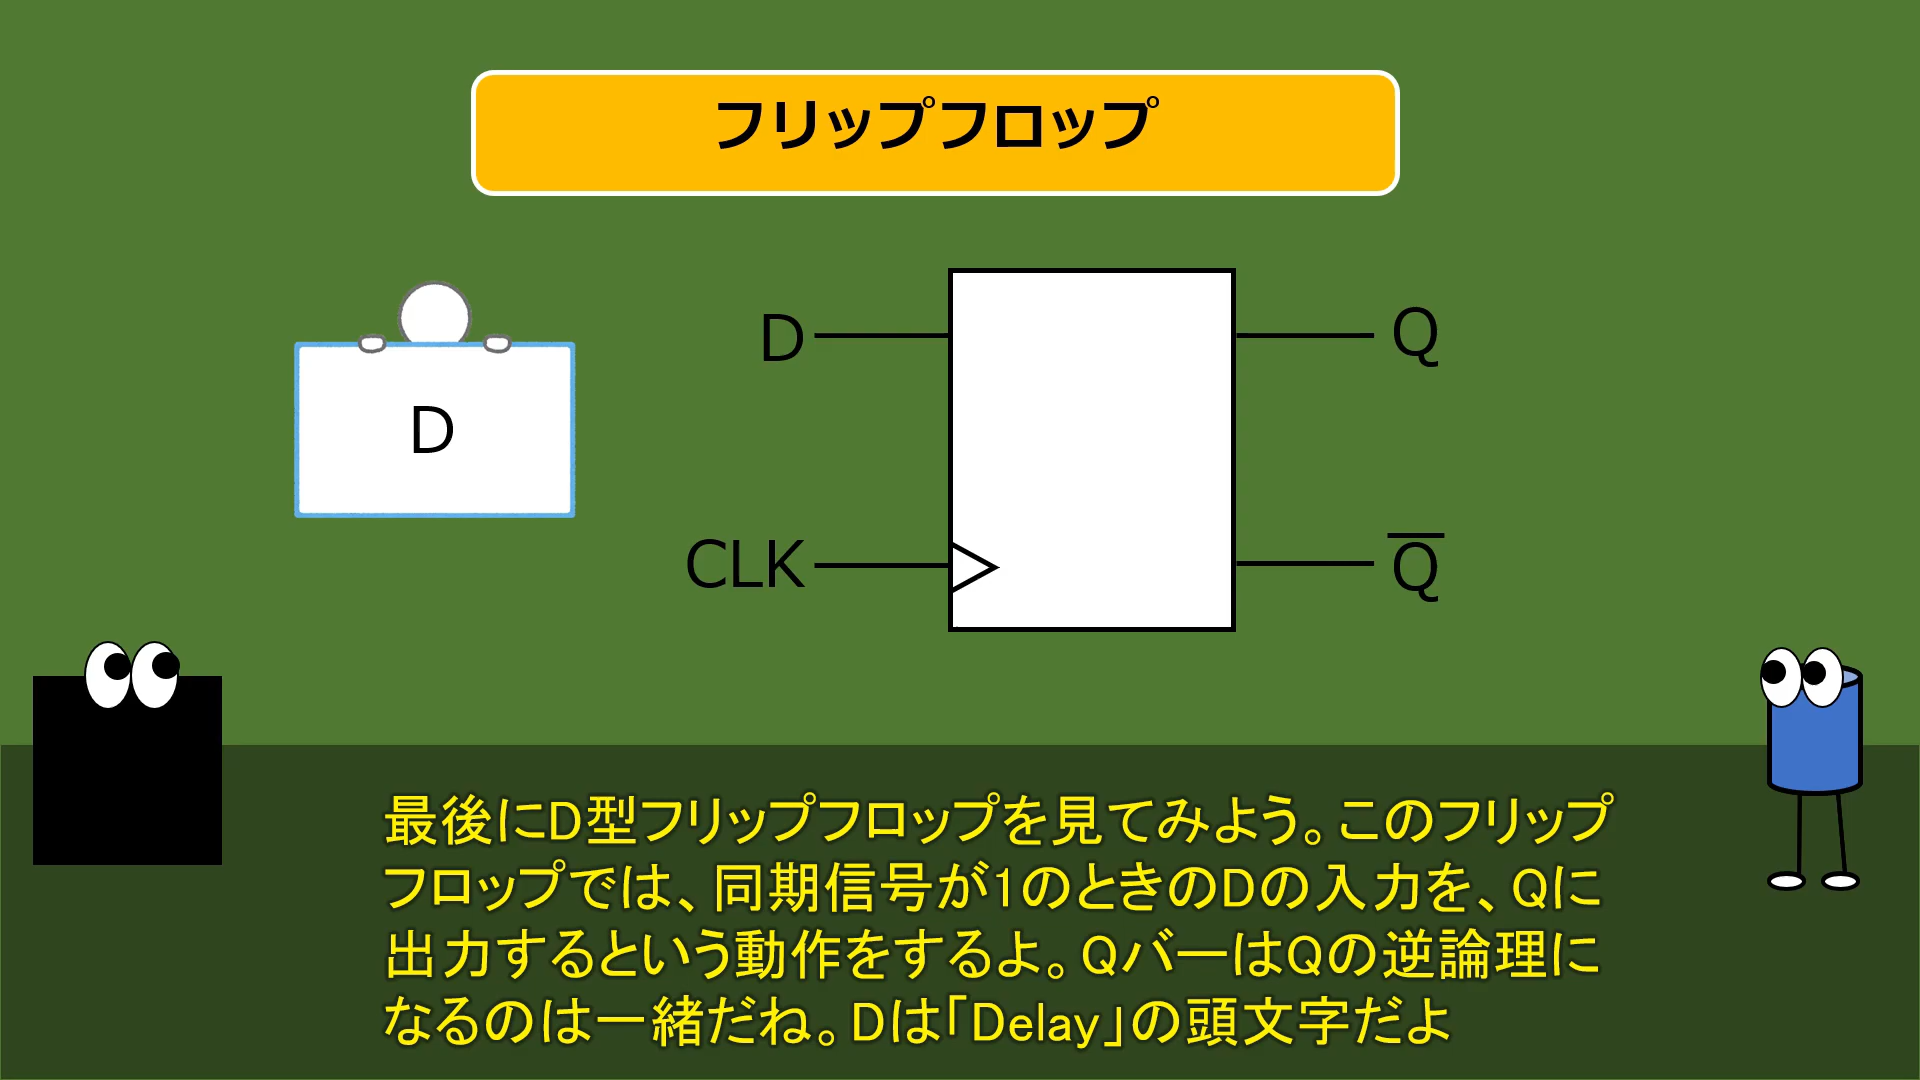 フリップフロップ
D
D
Q
CLK
Q̅
最後にD型フリップフロップを見てみよう。このフリップ
フロップでは、同期信号が1のときのDの入力を、Qに
出力するという動作をするよ。QバーはQの逆論理に
なるのは一緒だね。Dは「Delay」の頭文字だよ